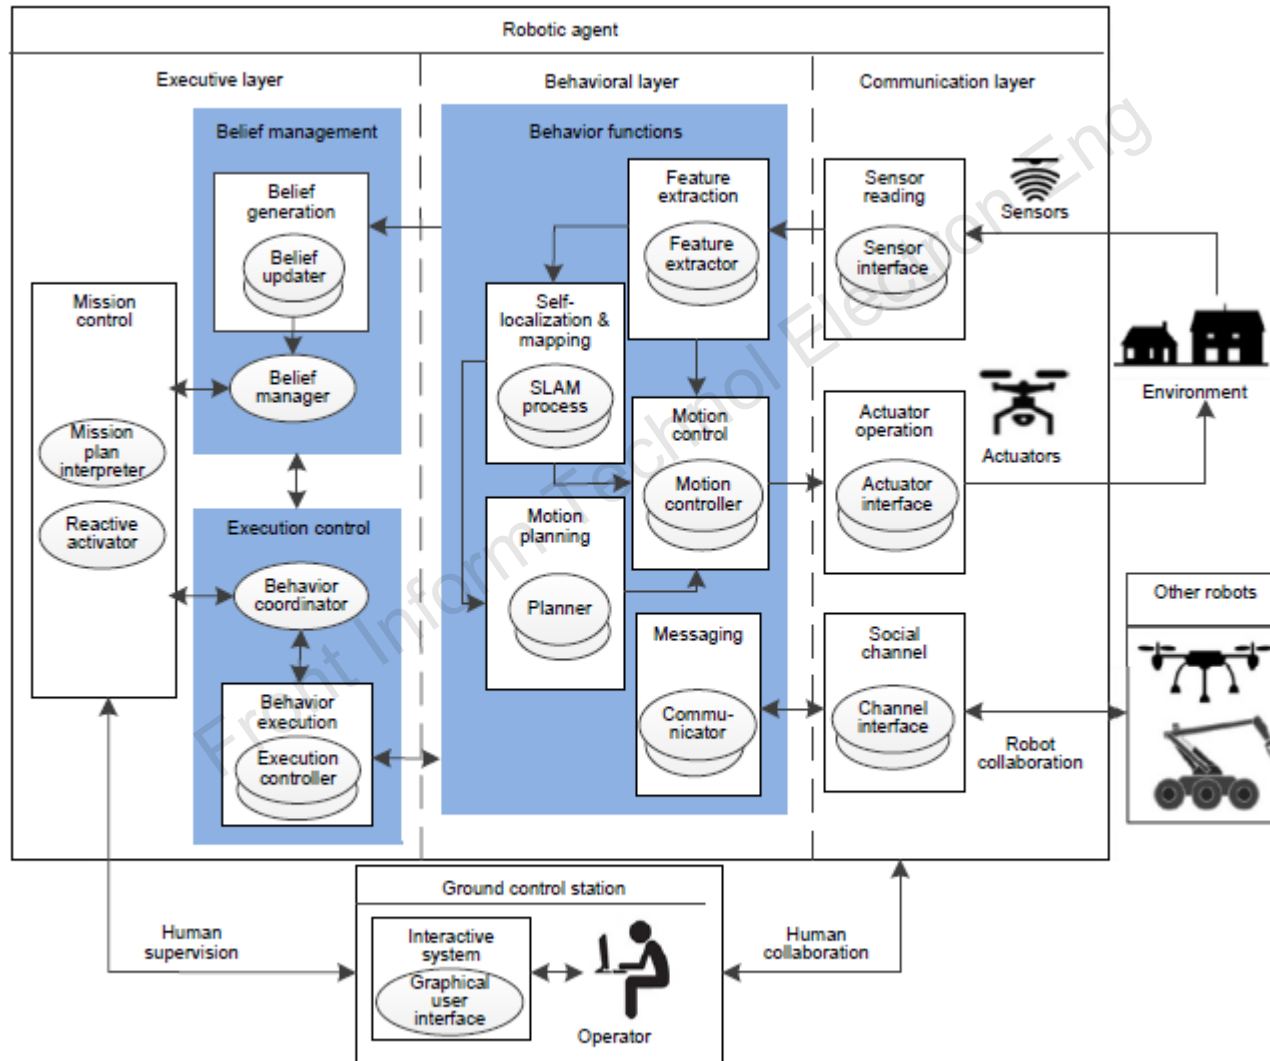 Robotic agent
Executive layer
Behavioral layer
Communication layer
Belief management
Belief
generation
Belief
updater
Belief
manager
Mission
control
Mission
plan
interpreter
Reactive
activator
Execution control
Behavior
coordinator
Behavior
execution
Execution
controller
Behavior functions
Feature
extraction
Feature
extractor
Self-
localization &
mapping
SLAM
process
Motion
control
Motion
controller
Motion
planning
Planner
Messaging
Commu-
nicator
Sensor
reading
Sensor
interface
Actuator
operation
Actuator
interface
Social
channel
Channel
interface
Sensors
Actuators
Environment
Other robots
Robot
collaboration
Ground control station
Interactive
system
Graphical
user
interface
Operator
Human
supervision
Human
collaboration
Front Inform Technol Electron Eng